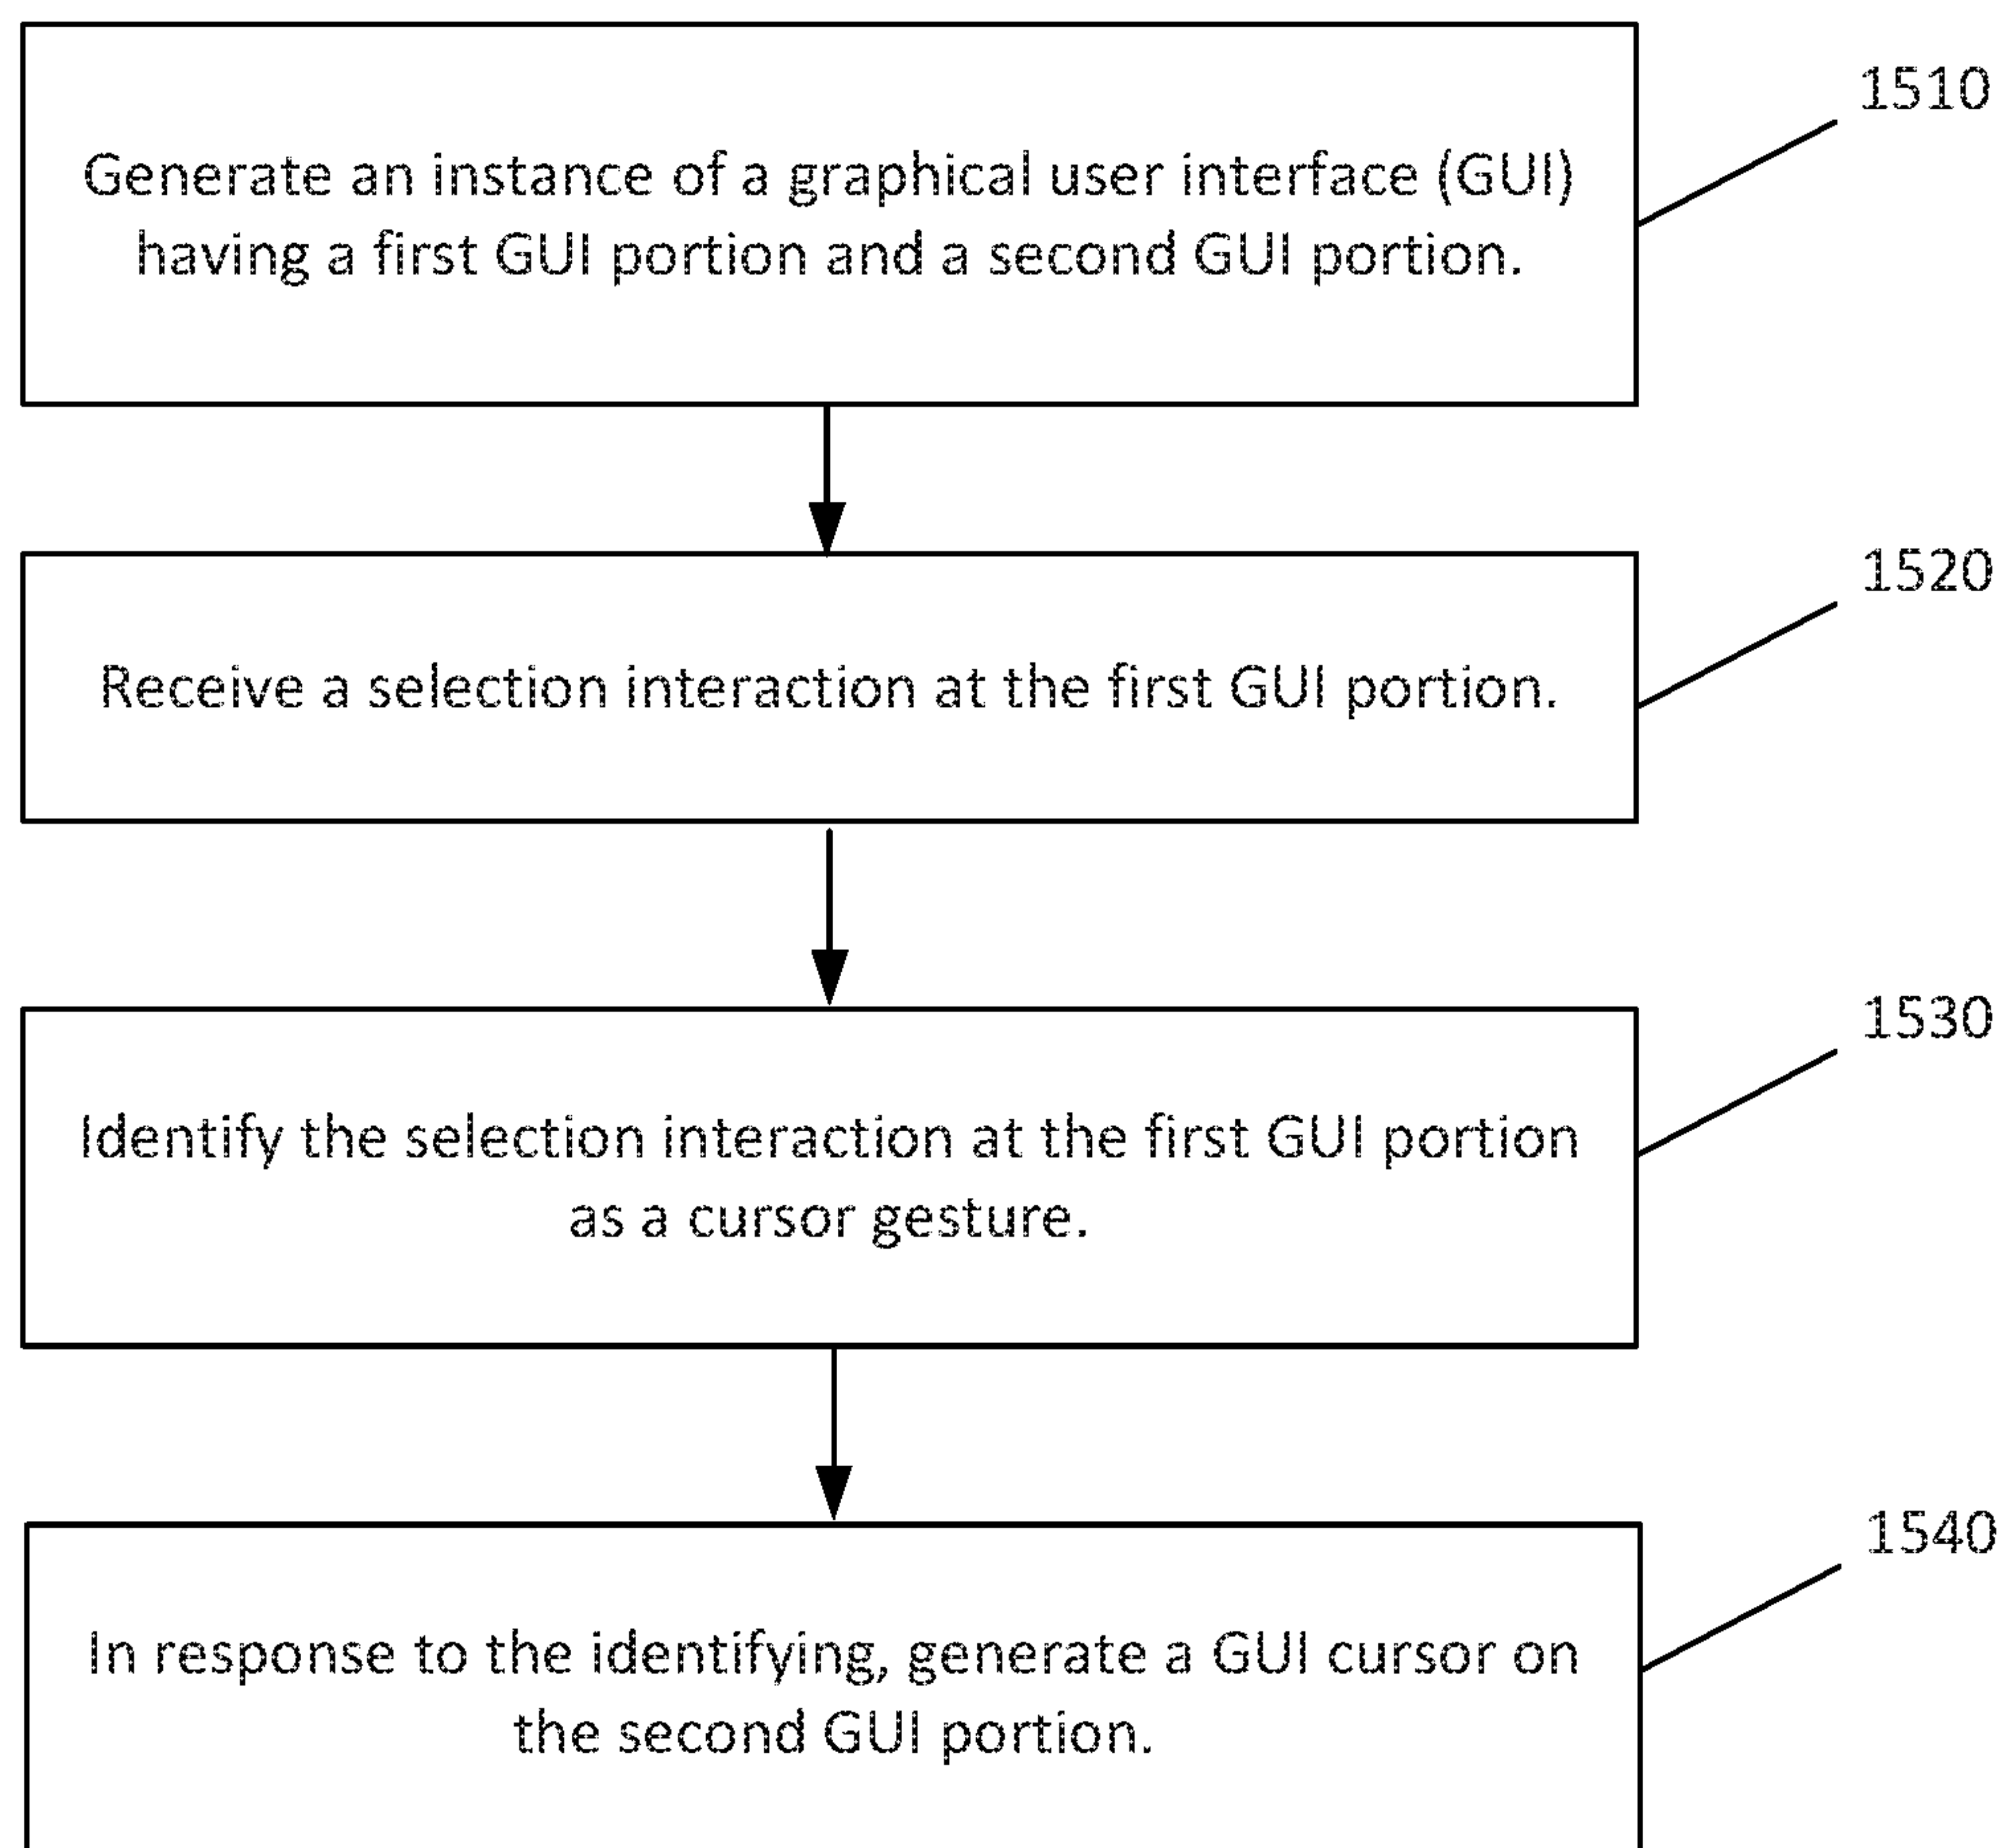 1510
Generate an instance of a graphical user interface (GUI)
having a first GUI portion and a second GUI portion.
1520
Receive a selection interaction at the first GUI portion.
1530
Identify the selection interaction at the first GUI portion
as a cursor gesture.
1540
In response to the identifying, generate a GUI cursor on
the second GUI portion.